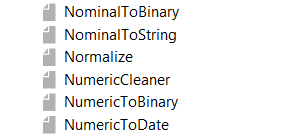 NominalToBinary
NominalToString
Normalize
NumericCleaner
NumericToBinary
NumericToDate